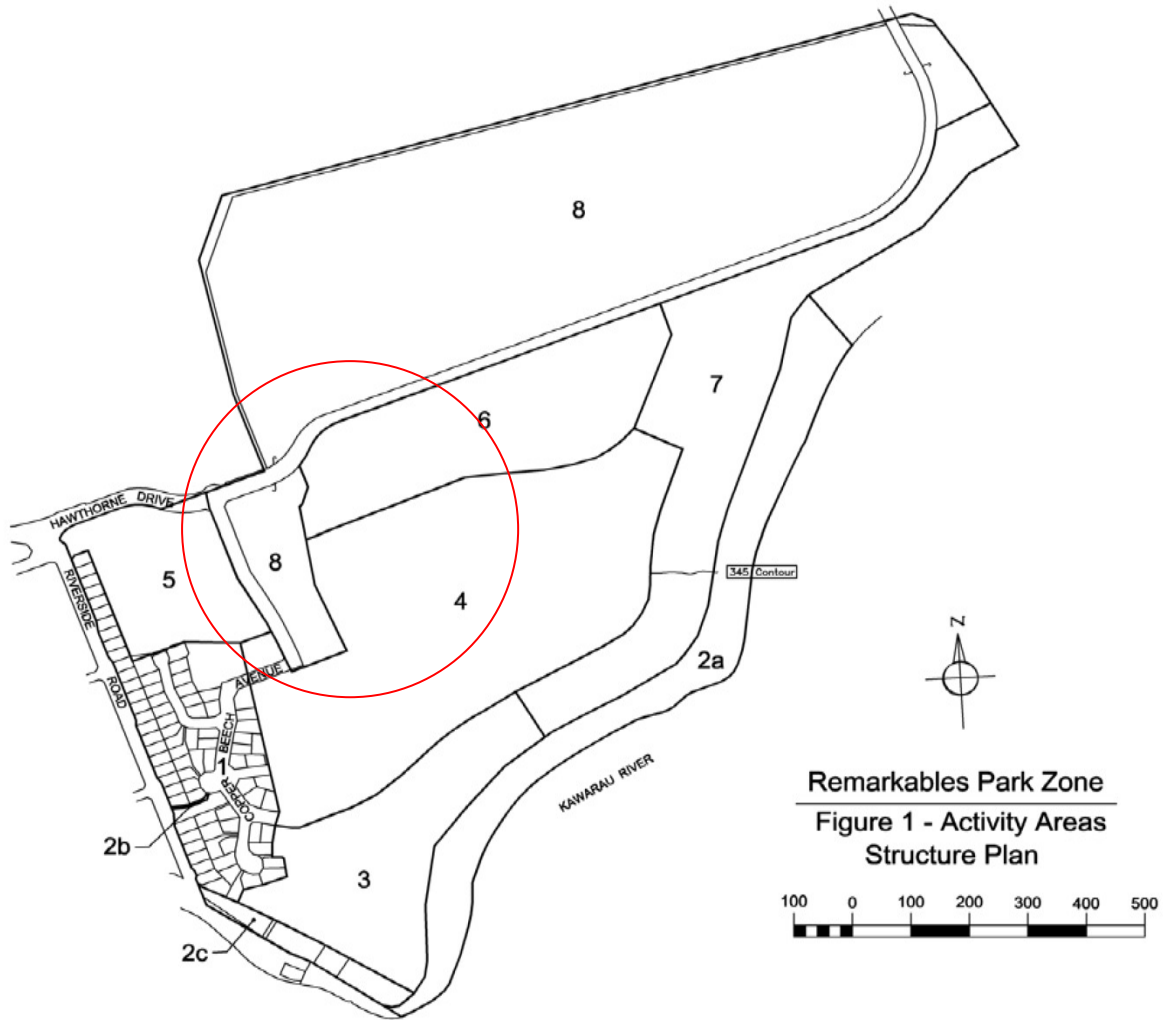 8
6
7
HAWTHORNE DRIVE
8
5
4
345 Contour
RIVERSIDE
ROAD
AVENUE
2a
N
BEECH
1
COPPER
KAWARAU RIVER
2b
3
2c
Remarkables Park Zone
Figure 1 - Activity Areas
Structure Plan
100 0 100 200 300 400 500